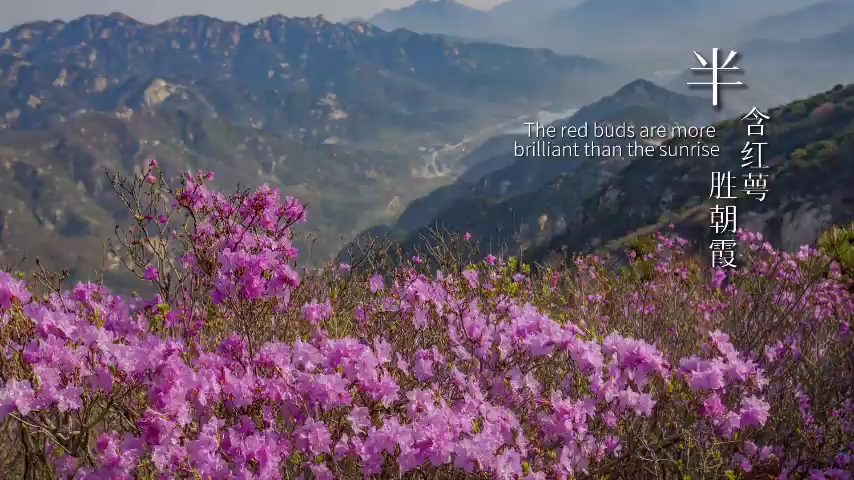 半
含红萼
胜朝霞
The red buds are more
brilliant than the sunrise